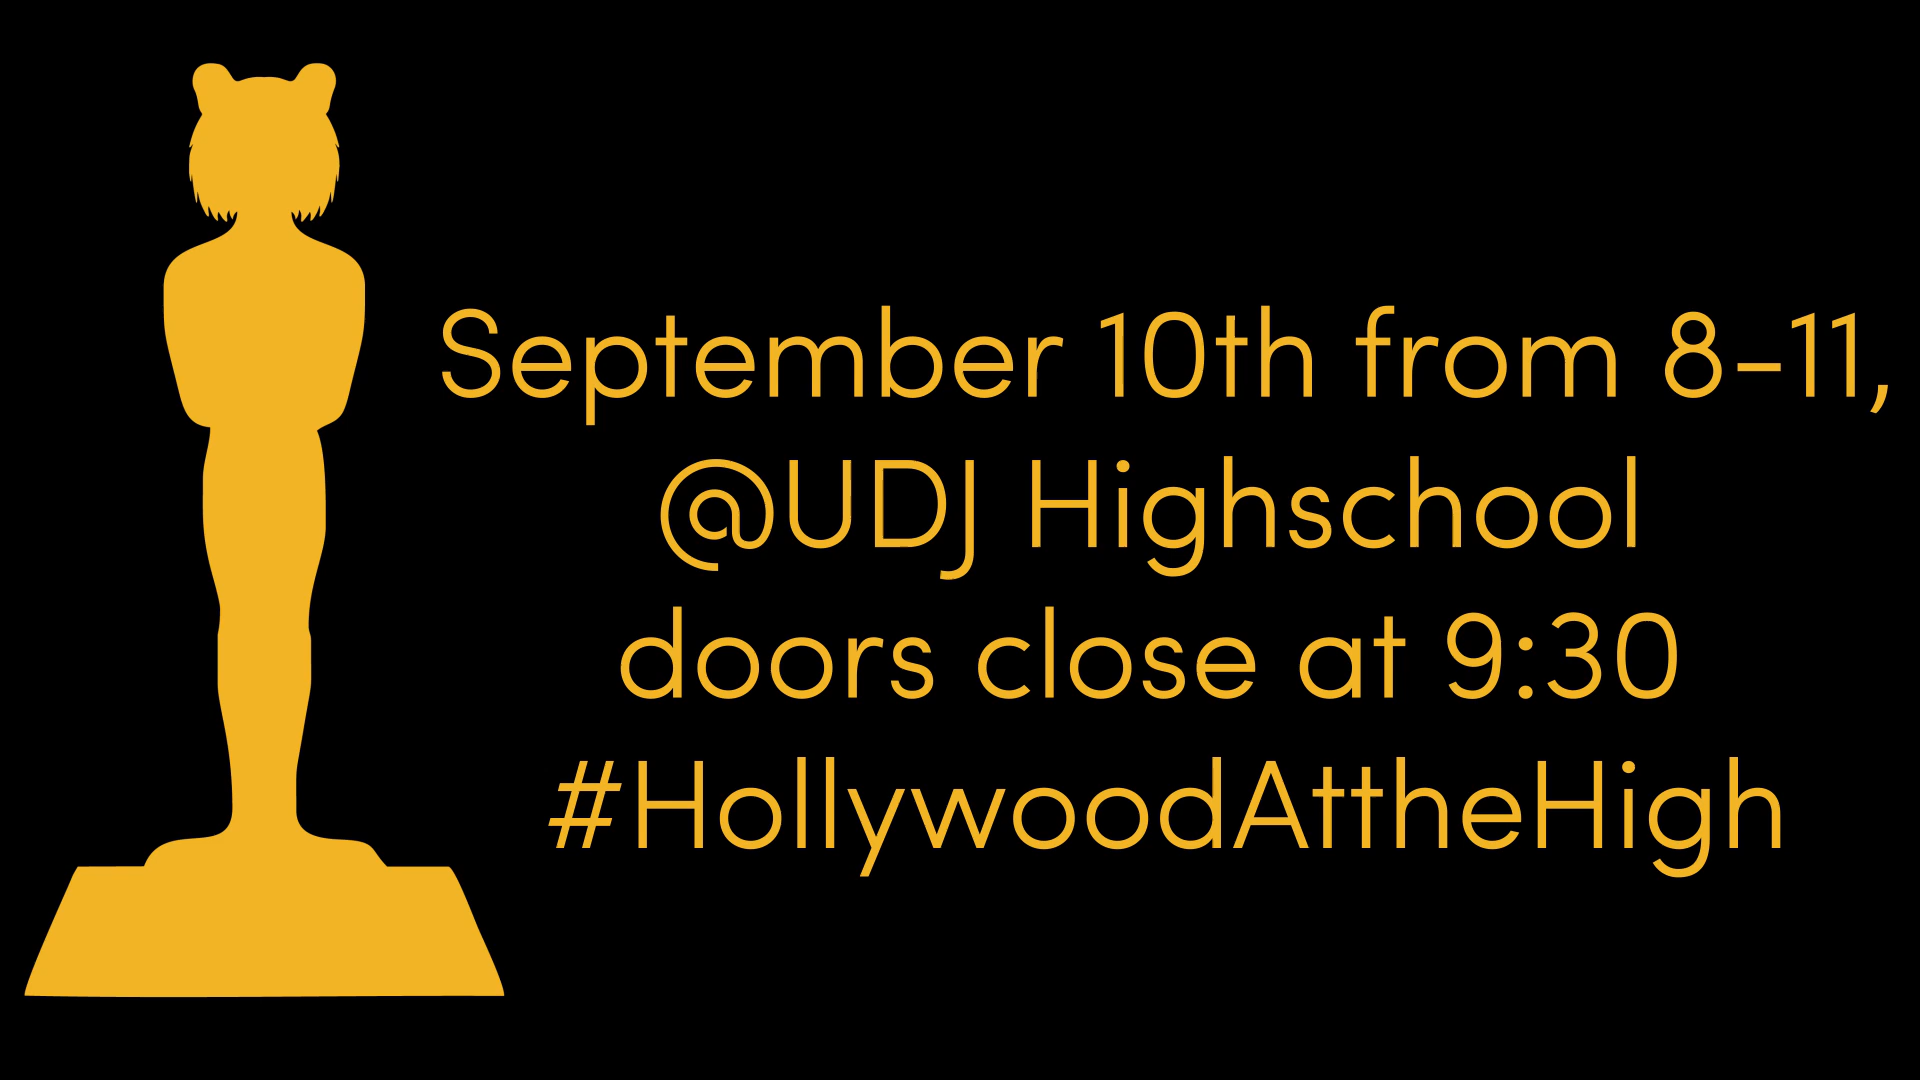 September 10th from 8-11,
@UDJ Highschool
doors close at 9:30
#HollywoodAttheHigh